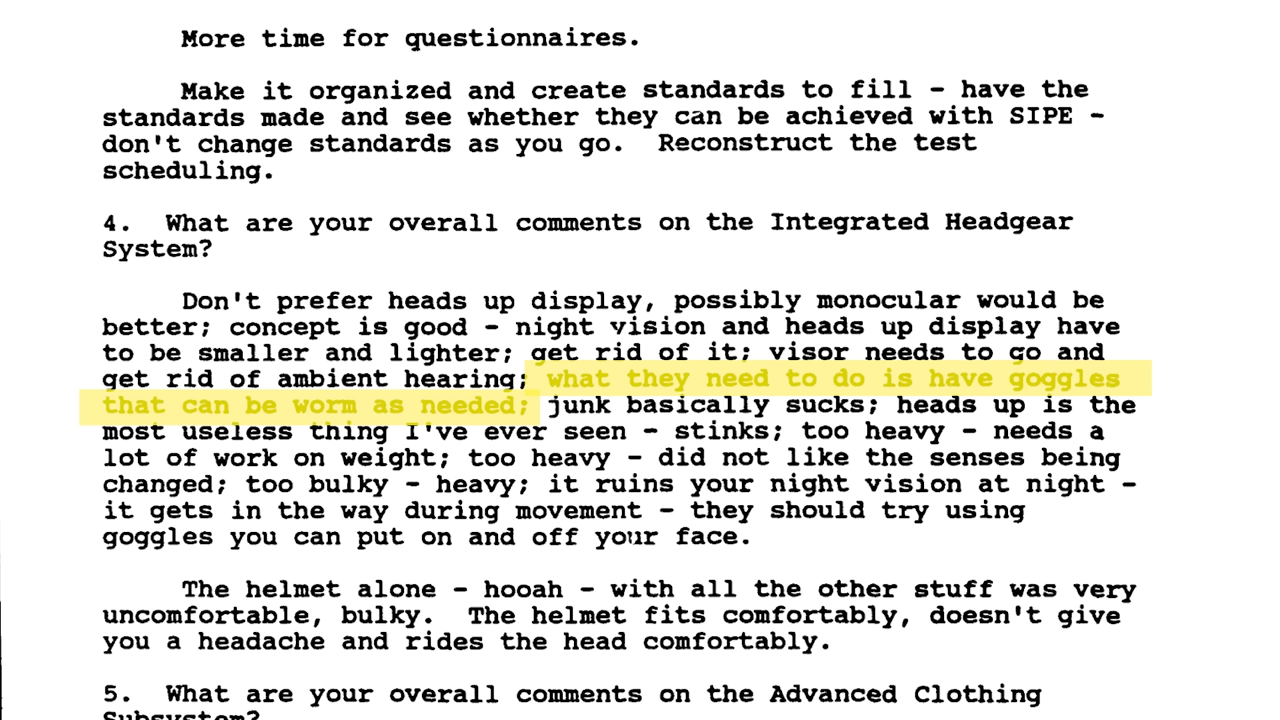 More time for questionnaires.
Make it organized and create standards to fill - have the
standards made and see whether they can be achieved with SIPE -
don't change standards as you go.  Reconstruct the test
scheduling.
4.  What are your overall comments on the Integrated Headgear
System?
Don't prefer heads up display, possibly monocular would be
better; concept is good - night vision and heads up display have
to be smaller and lighter; get rid of it; visor needs to go and
get rid of ambient hearing; what they need to do is have goggles
that can be worm as needed; junk basically sucks; heads up is the
most useless thing I've ever seen - stinks; too heavy - needs a
lot of work on weight; too heavy - did not like the senses being
changed; too bulky - heavy; it ruins your night vision at night -
it gets in the way during movement - they should try using
goggles you can put on and off your face.
The helmet alone - hooah - with all the other stuff was very
uncomfortable, bulky.  The helmet fits comfortably, doesn't give
you a headache and rides the head comfortably.
5.  What are your overall comments on the Advanced Clothing
Subsystem?